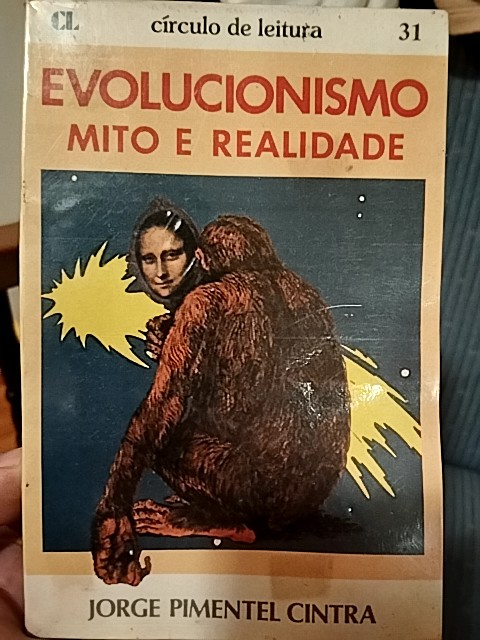 CL círculo de leitura 31
EVOLUCIONISMO
MITO E REALIDADE
JORGE PIMENTEL CINTRA